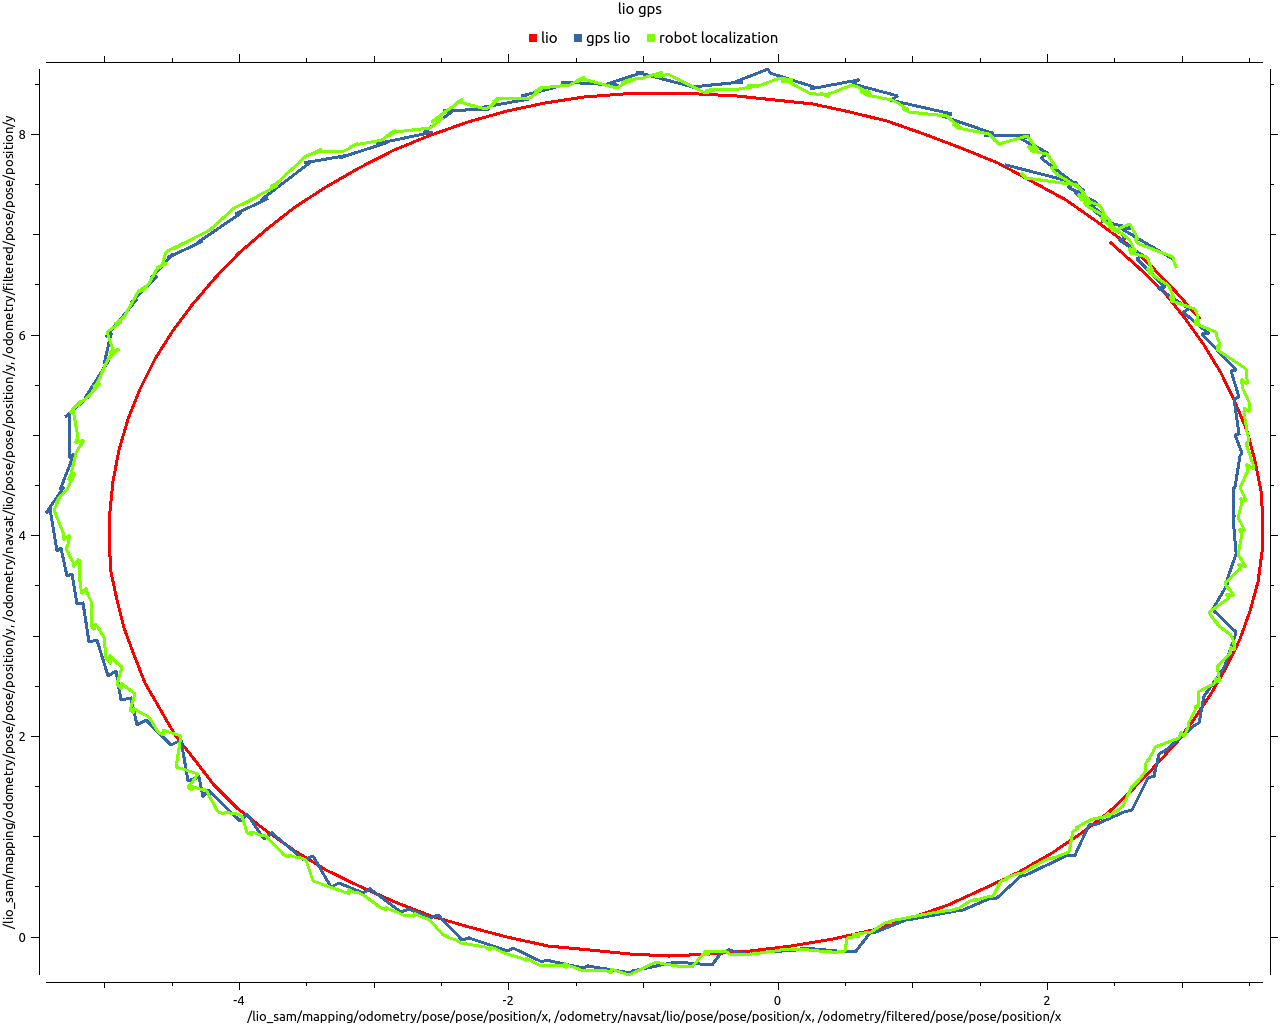 lio gps
lio gps lio robot localization
/lio_sam/mapping/odometry/pose/pose/position/y, /odometry/navsat/lio/pose/pose/position/y, /odometry/filtered/pose/pose/position/y
8
6
4
2
0
-4 -2 0 2
/lio_sam/mapping/odometry/pose/pose/position/x, /odometry/navsat/lio/pose/pose/position/x, /odometry/filtered/pose/pose/position/x